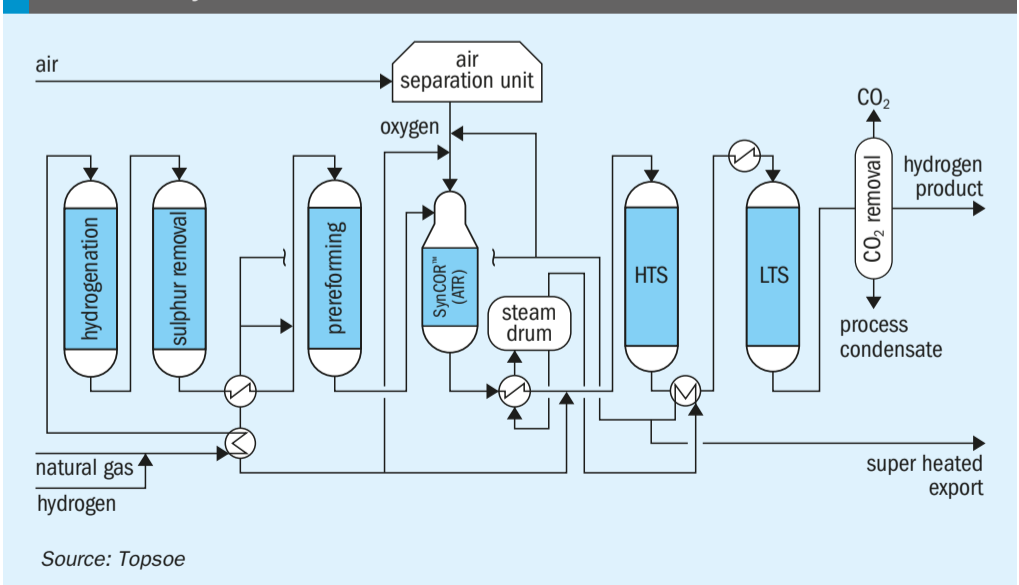 air
air
separation unit
oxygen
CO₂
hydrogen
product
hydrogenation
sulphur removal
prereforming
SynCOR™
(ATR)
steam
drum
HTS
LTS
CO₂ removal
process
condensate
natural gas
hydrogen
super heated
export
Source: Topsoe